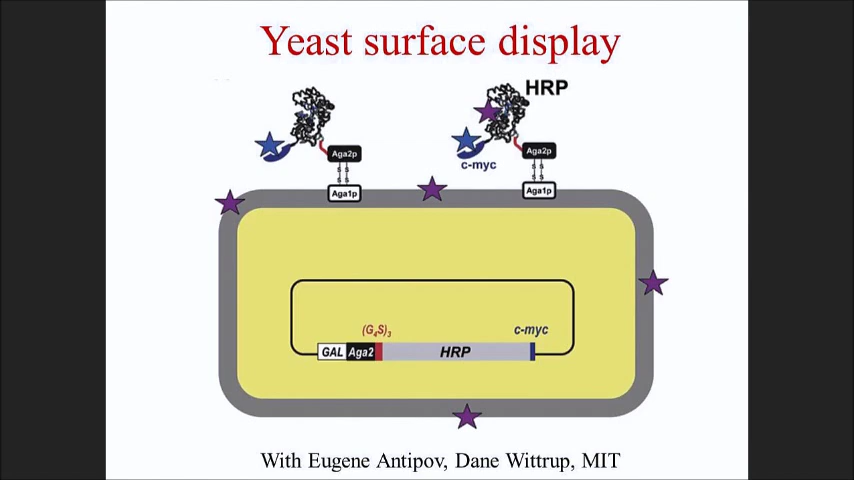 Yeast surface display
HRP
c-myc
Aga2p
Aga2p
S S
S S
S S
S S
Aga1p
Aga1p
(G4S)3
c-myc
GAL Aga2 HRP
With Eugene Antipov, Dane Wittrup, MIT